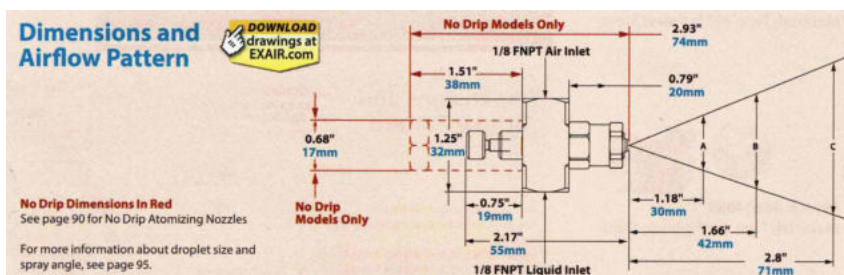 Dimensions and
Airflow Pattern
DOWNLOAD
drawings at
EXAIR.com
No Drip Models Only
2.93"
74mm
1/8 FNPT Air Inlet
1.51"
38mm
0.79"
20mm
0.68"
17mm
1.25"
32mm
A
B
C
No Drip Dimensions In Red
See page 90 for No Drip Atomizing Nozzles
No Drip
Models Only
0.75"
19mm
1.18"
30mm
2.17"
55mm
1.66"
42mm
For more information about droplet size and
spray angle, see page 95.
1/8 FNPT Liquid Inlet
2.8"
71mm